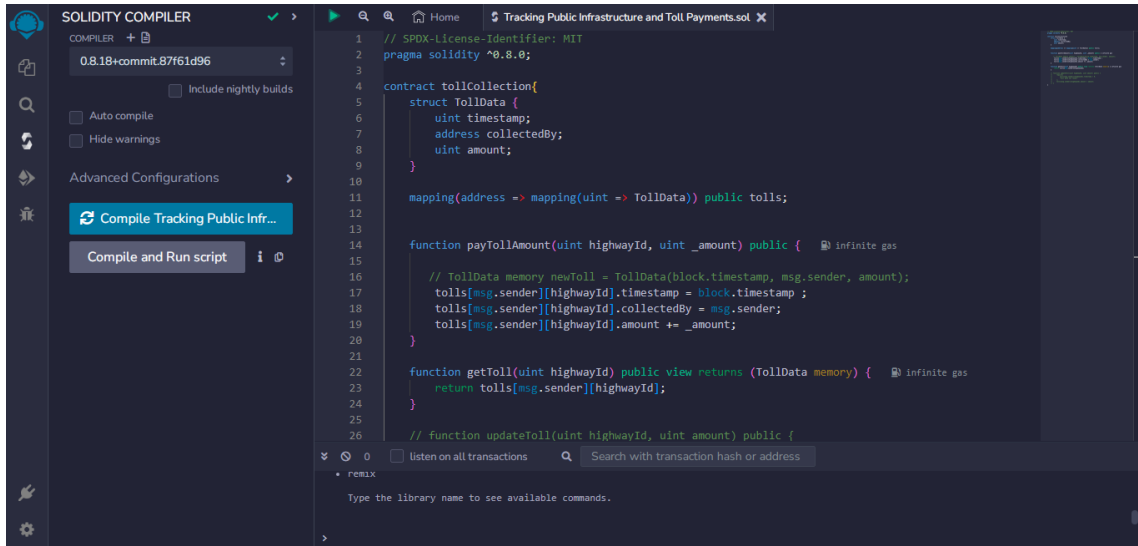 SOLIDITY COMPILER
COMPILER
0.8.18+commit.87f61d96
Include nightly builds
Auto compile
Hide warnings
Advanced Configurations
Compile Tracking Public Infr...
Compile and Run script
Home
Tracking Public Infrastructure and Toll Payments.sol
1 // SPDX-License-Identifier: MIT
2 pragma solidity ^0.8.0;
3
4 contract tollCollection{
5 struct TollData {
6 uint timestamp;
7 address collectedBy;
8 uint amount;
9 }
10
11 mapping(address => mapping(uint => TollData)) public tolls;
12
13
14 function payTollAmount(uint highwayId, uint _amount) public { infinite gas
15
16 // TollData memory newToll = TollData(block.timestamp, msg.sender, amount);
17 tolls[msg.sender][highwayId].timestamp = block.timestamp ;
18 tolls[msg.sender][highwayId].collectedBy = msg.sender;
19 tolls[msg.sender][highwayId].amount += _amount;
20 }
21
22 function getToll(uint highwayId) public view returns (TollData memory) { infinite gas
23 return tolls[msg.sender][highwayId];
24 }
25
26 // function updateToll(uint highwayId, uint amount) public {
0 listen on all transactions Search with transaction hash or address
• remix
Type the library name to see available commands.
>